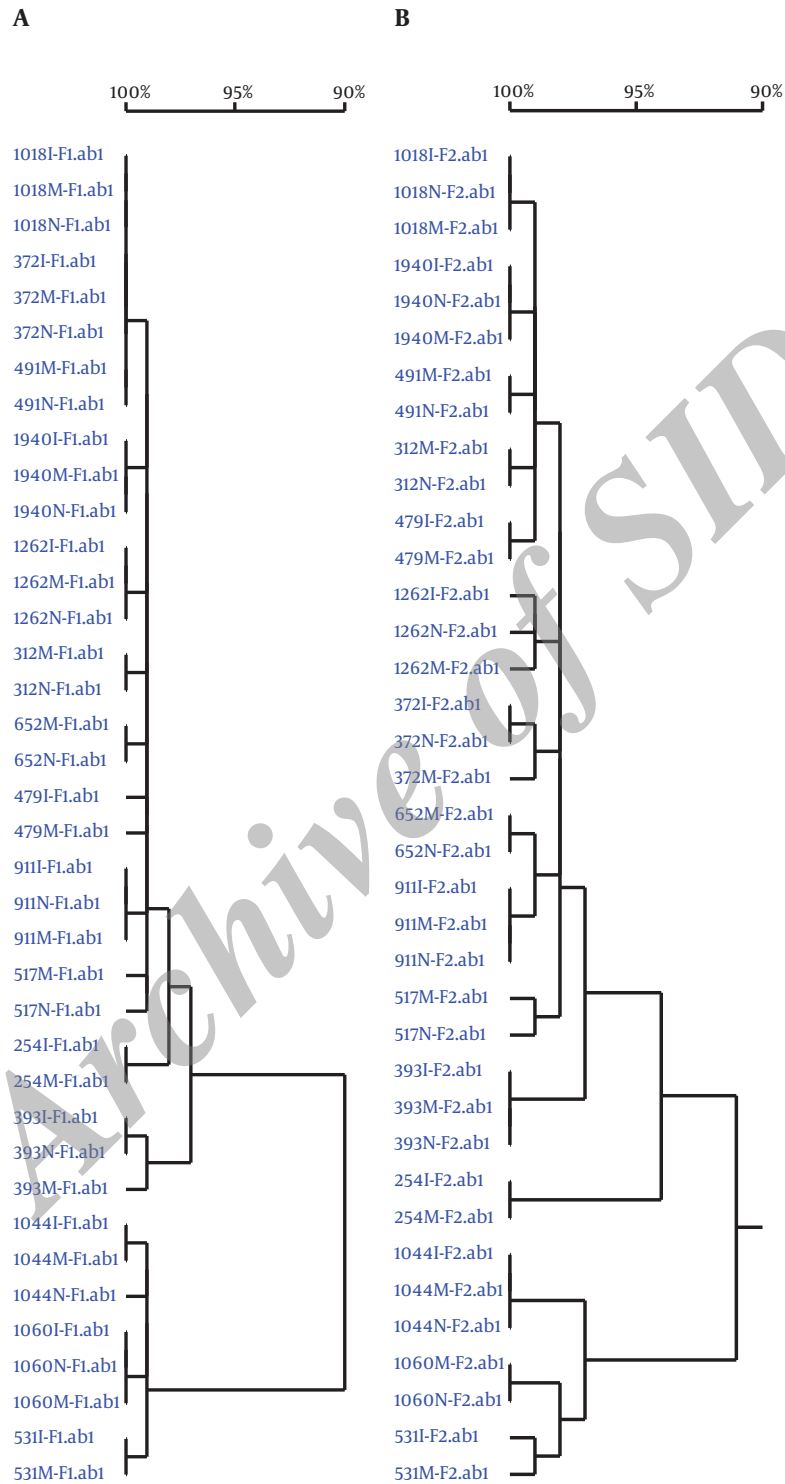 A
100% 95% 90%
1018I-F1.ab1
1018M-F1.ab1
1018N-F1.ab1
372I-F1.ab1
372M-F1.ab1
372N-F1.ab1
491M-F1.ab1
491N-F1.ab1
1940I-F1.ab1
1940M-F1.ab1
1940N-F1.ab1
1262I-F1.ab1
1262M-F1.ab1
1262N-F1.ab1
312M-F1.ab1
312N-F1.ab1
652M-F1.ab1
652N-F1.ab1
479I-F1.ab1
479M-F1.ab1
911I-F1.ab1
911N-F1.ab1
911M-F1.ab1
517M-F1.ab1
517N-F1.ab1
254I-F1.ab1
254M-F1.ab1
393I-F1.ab1
393N-F1.ab1
393M-F1.ab1
1044I-F1.ab1
1044M-F1.ab1
1044N-F1.ab1
1060I-F1.ab1
1060N-F1.ab1
1060M-F1.ab1
531I-F1.ab1
531M-F1.ab1
B
100% 95% 90%
1018I-F2.ab1
1018N-F2.ab1
1018M-F2.ab1
1940I-F2.ab1
1940N-F2.ab1
1940M-F2.ab1
491M-F2.ab1
491N-F2.ab1
312M-F2.ab1
312N-F2.ab1
479I-F2.ab1
479M-F2.ab1
1262I-F2.ab1
1262N-F2.ab1
1262M-F2.ab1
372I-F2.ab1
372N-F2.ab1
372M-F2.ab1
652M-F2.ab1
652N-F2.ab1
911I-F2.ab1
911M-F2.ab1
911N-F2.ab1
517M-F2.ab1
517N-F2.ab1
393I-F2.ab1
393M-F2.ab1
393N-F2.ab1
254I-F2.ab1
254M-F2.ab1
1044I-F2.ab1
1044M-F2.ab1
1044N-F2.ab1
1060M-F2.ab1
1060N-F2.ab1
531I-F2.ab1
531M-F2.ab1
Archive of SID